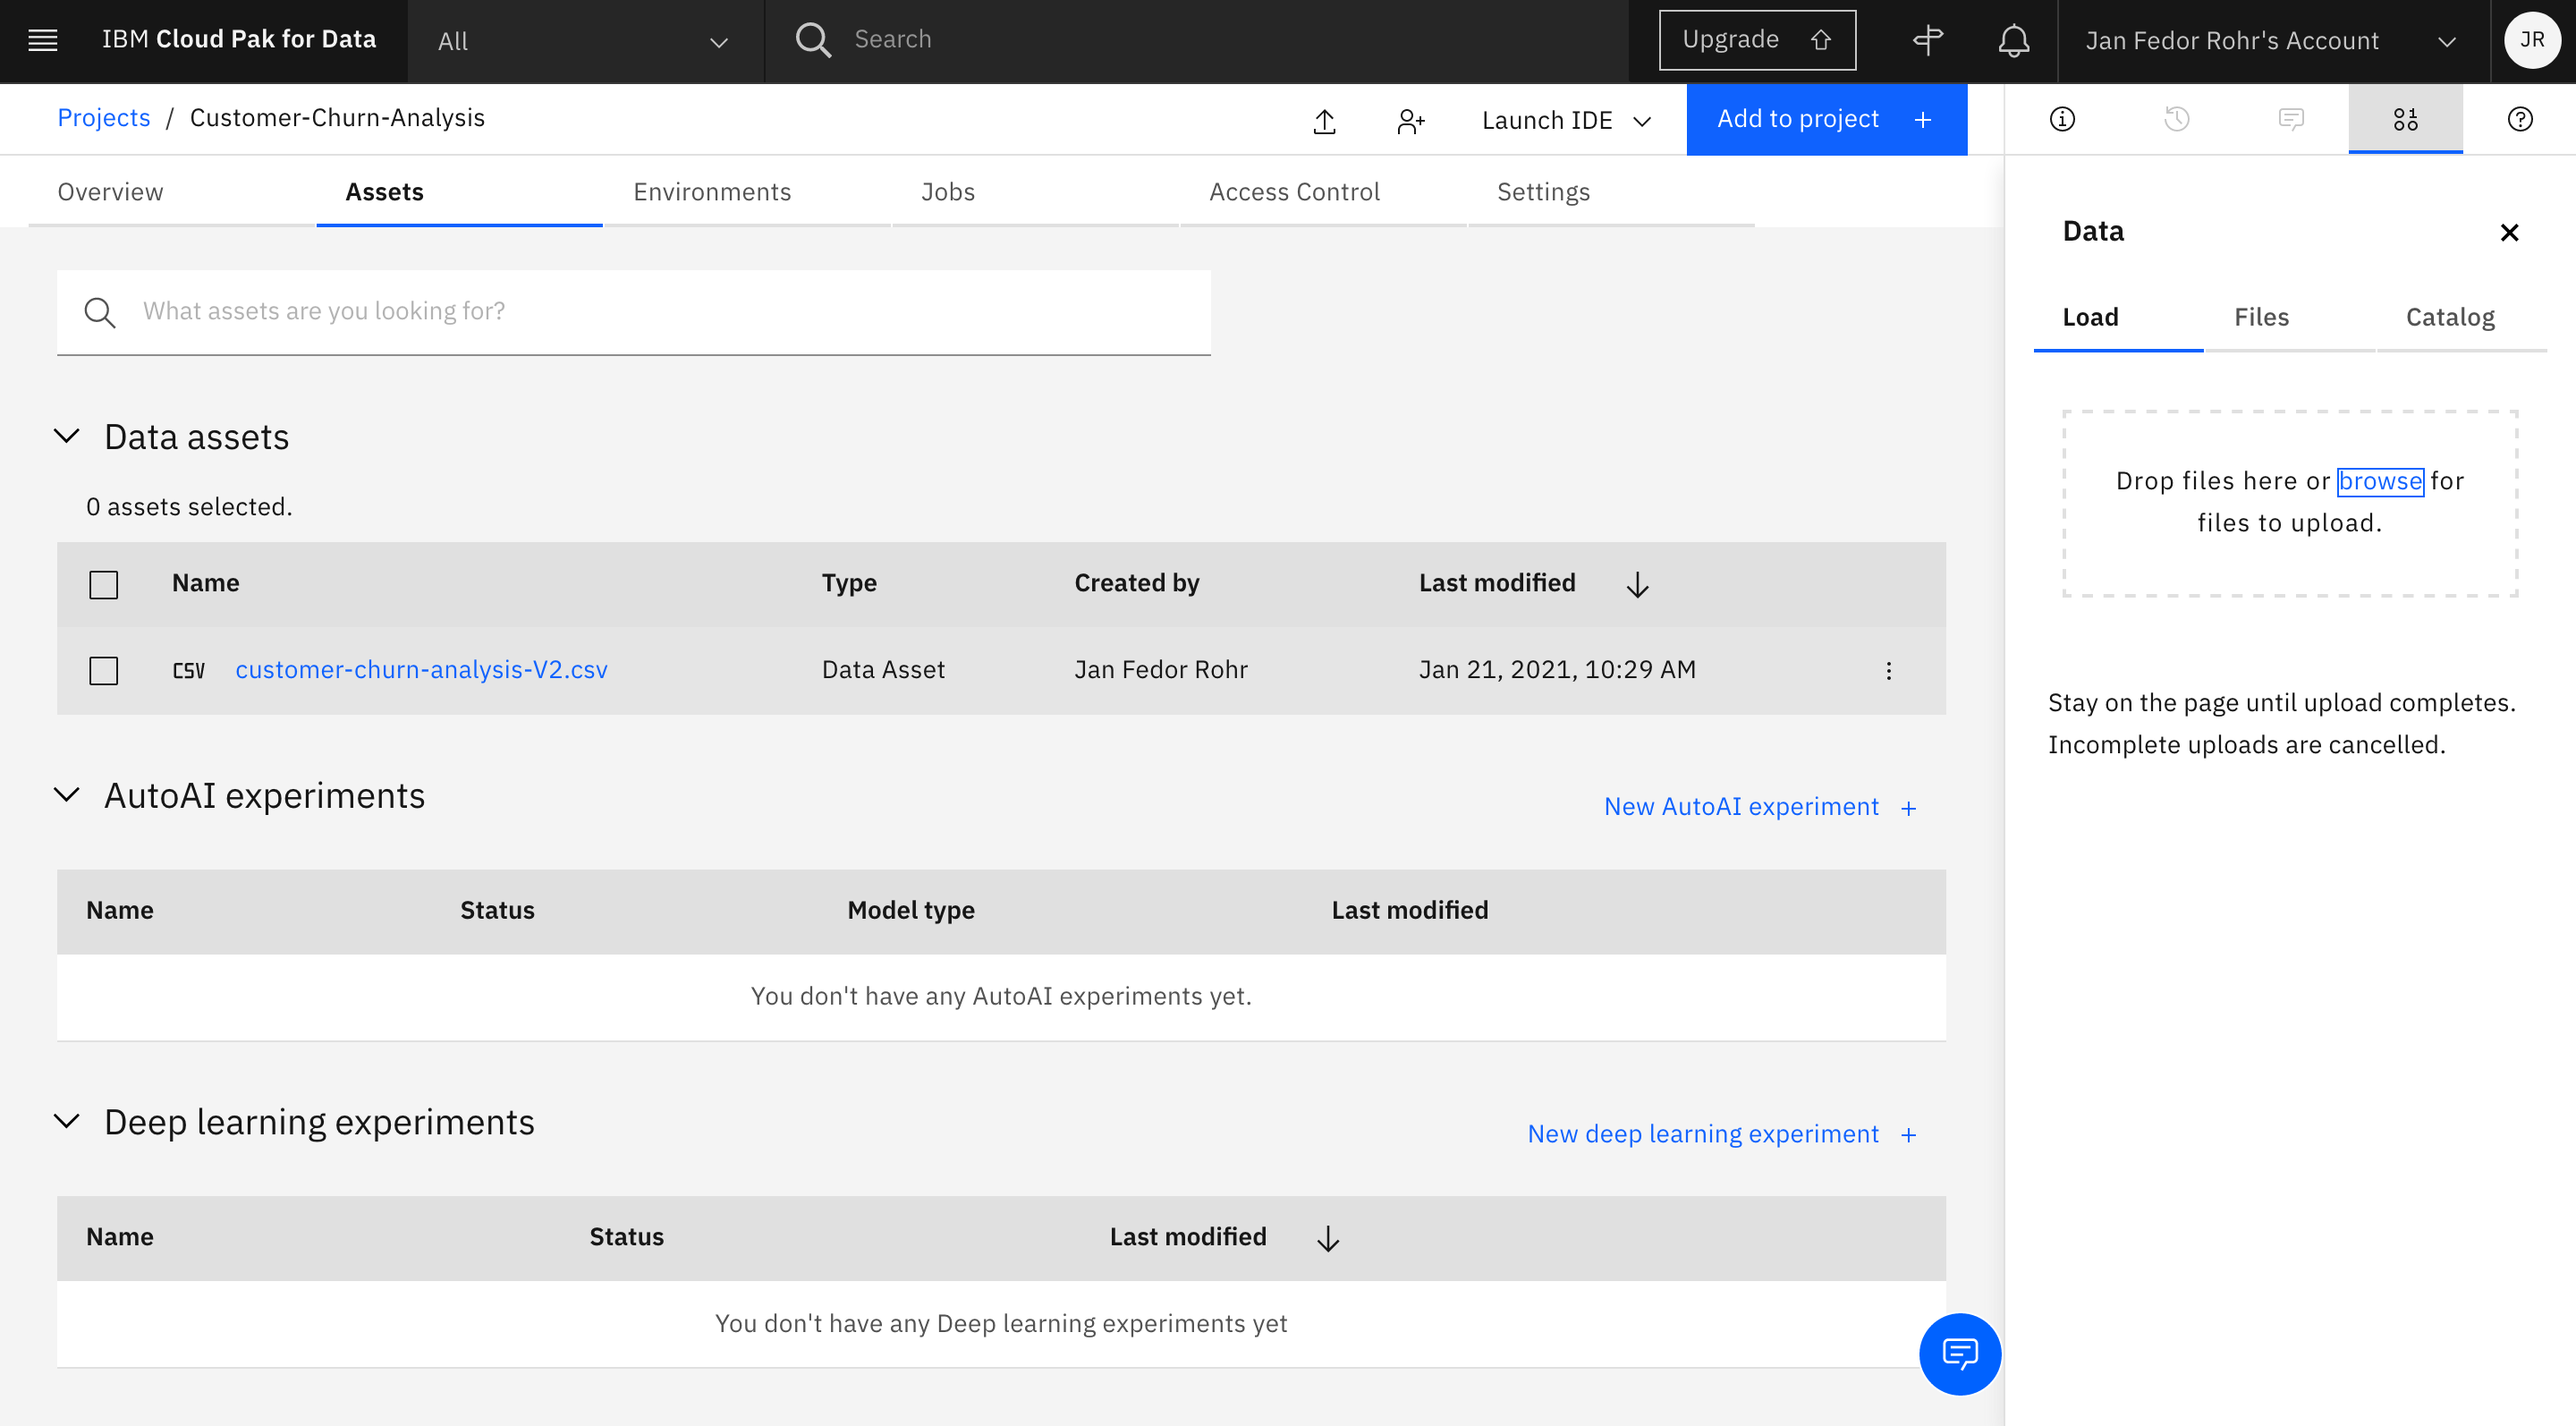 IBM Cloud Pak for Data
All
Search
Upgrade
Jan Fedor Rohr's Account
JR
Projects / Customer-Churn-Analysis
Launch IDE
Add to project +
Overview
Assets
Environments
Jobs
Access Control
Settings
What assets are you looking for?
Data assets
0 assets selected.
Name Type Created by Last modified
CSV customer-churn-analysis-V2.csv Data Asset Jan Fedor Rohr Jan 21, 2021, 10:29 AM
AutoAI experiments
New AutoAI experiment +
Name Status Model type Last modified
You don't have any AutoAI experiments yet.
Deep learning experiments
New deep learning experiment +
Name Status Last modified
You don't have any Deep learning experiments yet
Data
Load Files Catalog
Drop files here or browse for
files to upload.
Stay on the page until upload completes.
Incomplete uploads are cancelled.